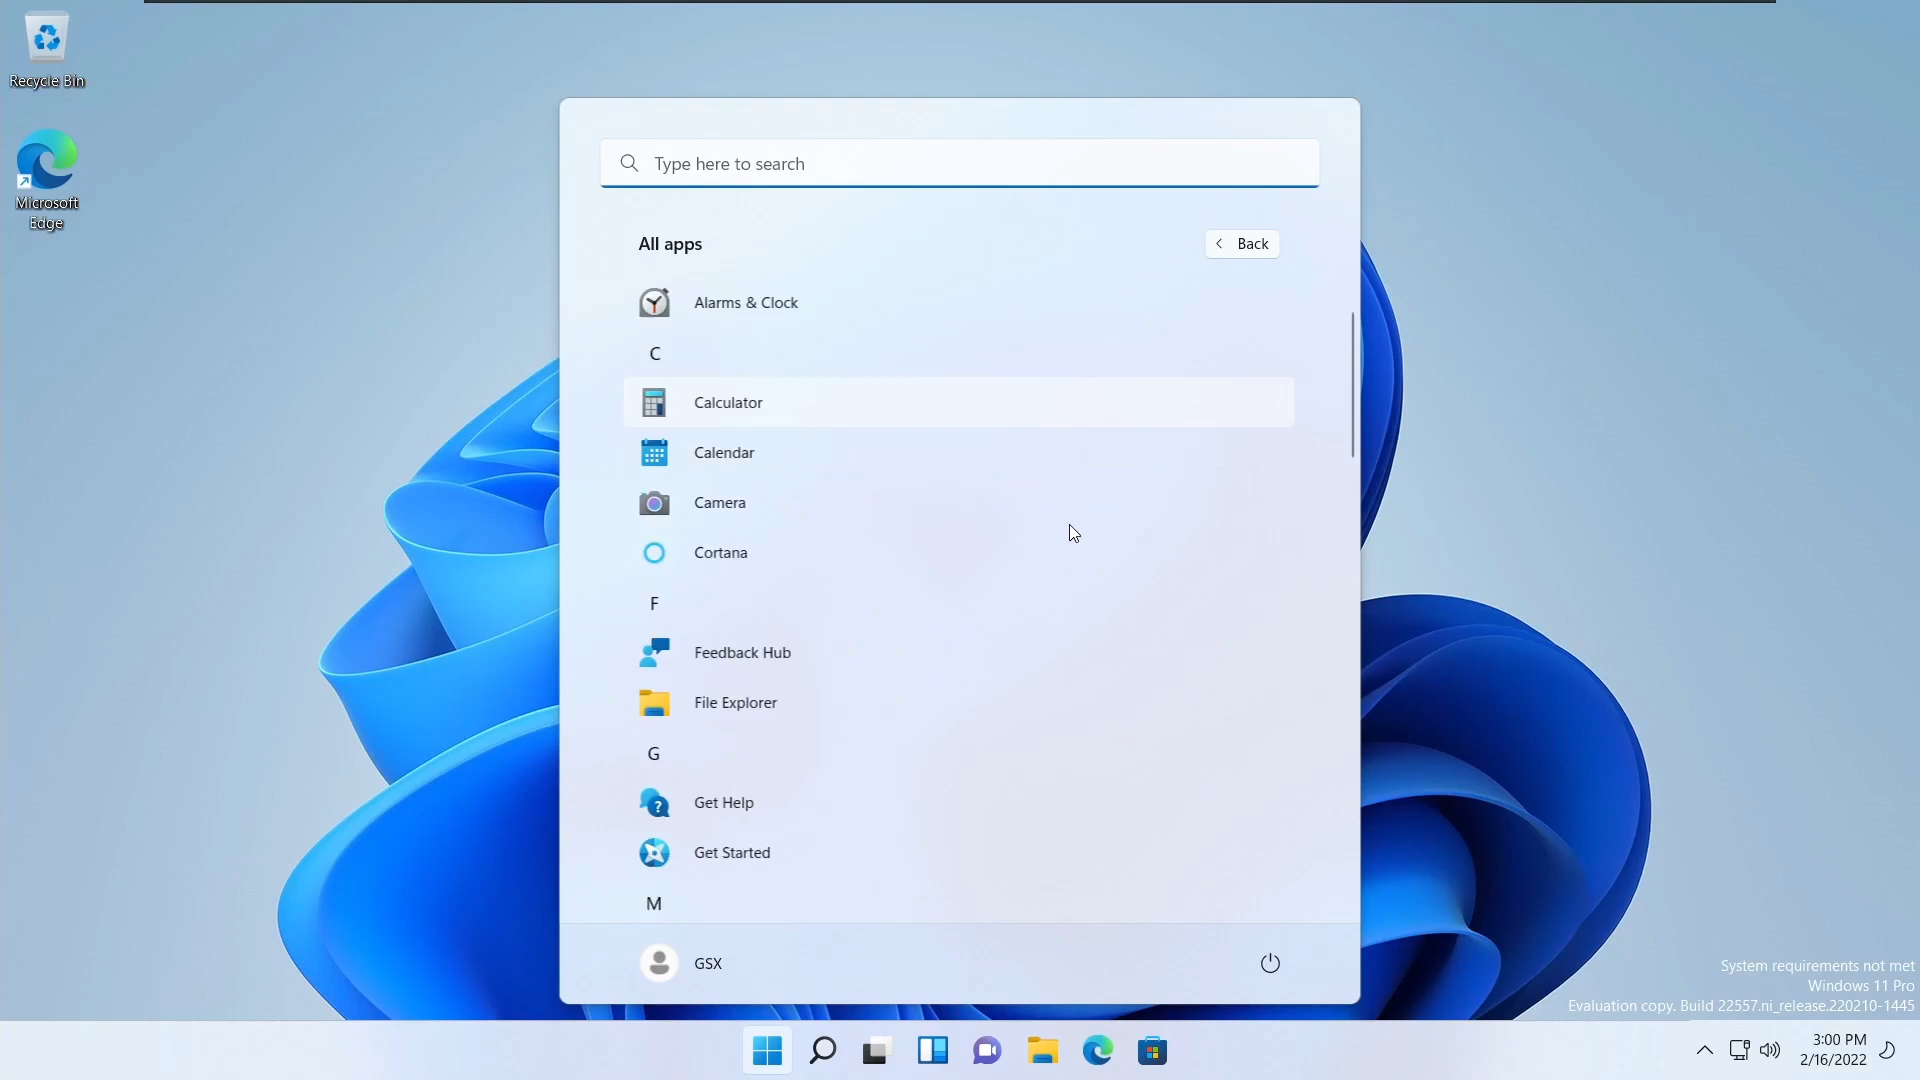 Recycle Bin
Microsoft
Edge
Type here to search
All apps
Back
Alarms & Clock
C
Calculator
Calendar
Camera
Cortana
F
Feedback Hub
File Explorer
G
Get Help
Get Started
M
GSX
System requirements not met
Windows 11 Pro
Evaluation copy. Build 22557.ni_release.220210-1445
3:00 PM
2/16/2022